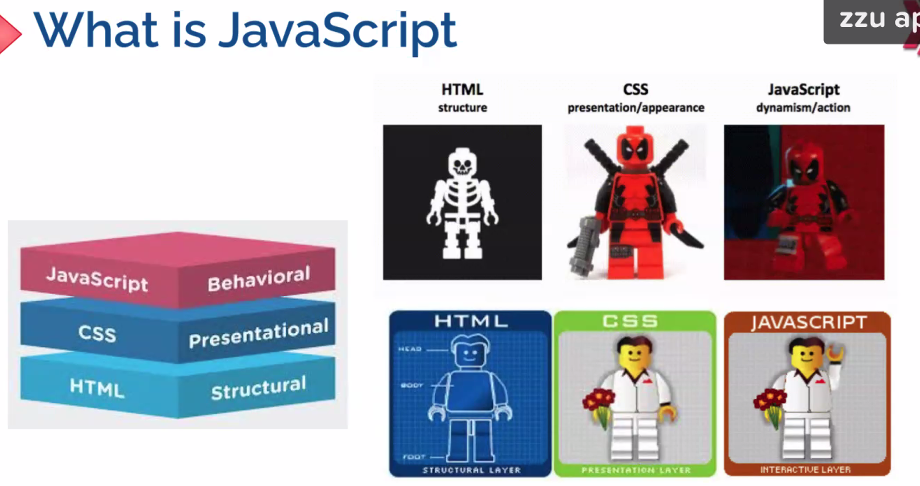 What is JavaScript
zzu ap
HTML
structure
CSS
presentation/appearance
JavaScript
dynamism/action
JavaScript
Behavioral
CSS
Presentational
HTML
Structural
HTML
HEAD
BODY
FOOT
STRUCTURAL LAYER
CSS
PRESENTATION LAYER
JAVASCRIPT
INTERACTIVE LAYER